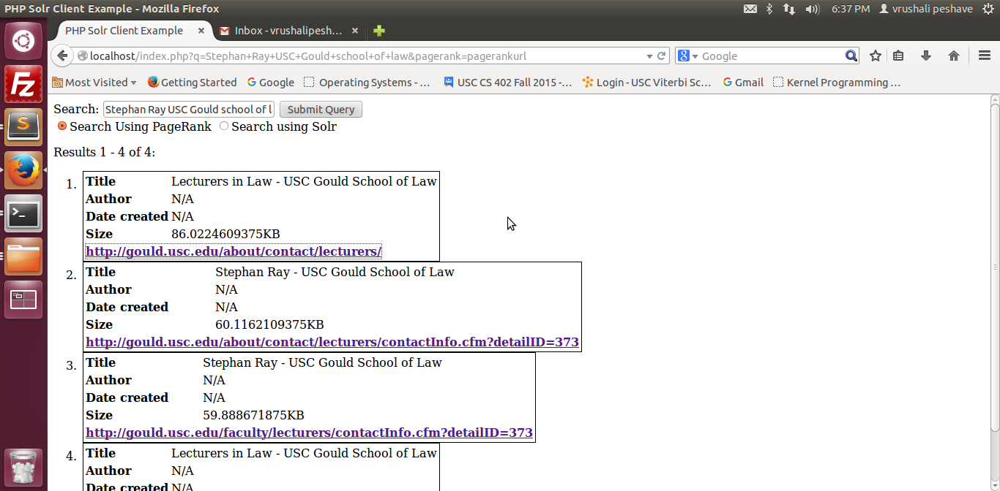 PHP Solr Client Example - Mozilla Firefox
6:37 PM vrushali peshave
PHP Solr Client Example Inbox - vrushalipesh...
localhost/index.php?q=Stephan+Ray+USC+Gould+school+of+law&pagerank=pagerankurl
Google
Most Visited Getting Started Google Operating Systems - ... USC CS 402 Fall 2015 -... Login - USC Viterbi Sc... Gmail Kernel Programming ...
Search: Stephan Ray USC Gould school of l Submit Query
Search Using PageRank Search using Solr
Results 1 - 4 of 4:
1. Title Lecturers in Law - USC Gould School of Law
Author N/A
Date created N/A
Size 86.0224609375KB
http://gould.usc.edu/about/contact/lecturers/
2. Title Stephan Ray - USC Gould School of Law
Author N/A
Date created N/A
Size 60.1162109375KB
http://gould.usc.edu/about/contact/lecturers/contactInfo.cfm?detailID=373
3. Title Stephan Ray - USC Gould School of Law
Author N/A
Date created N/A
Size 59.888671875KB
http://gould.usc.edu/faculty/lecturers/contactInfo.cfm?detailID=373
4. Title Lecturers in Law - USC Gould School of Law
Author N/A
Date created N/A